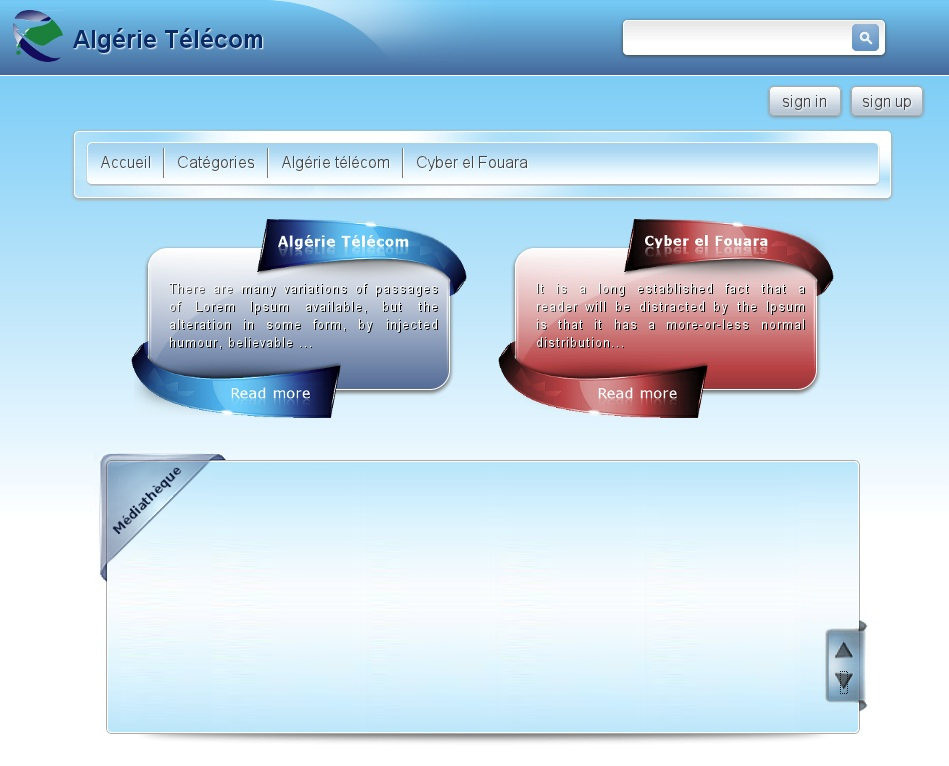 Algérie Télécom
sign in
sign up
Accueil
Catégories
Algérie télécom
Cyber el Fouara
Algérie Télécom
There are many variations of passages
of Lorem Ipsum available, but the
alteration in some form, by injected
humour, believable ...
Read more
Cyber el Fouara
It is a long established fact that a
reader will be distracted by the Ipsum
is that it has a more-or-less normal
distribution...
Read more
Médiathèque